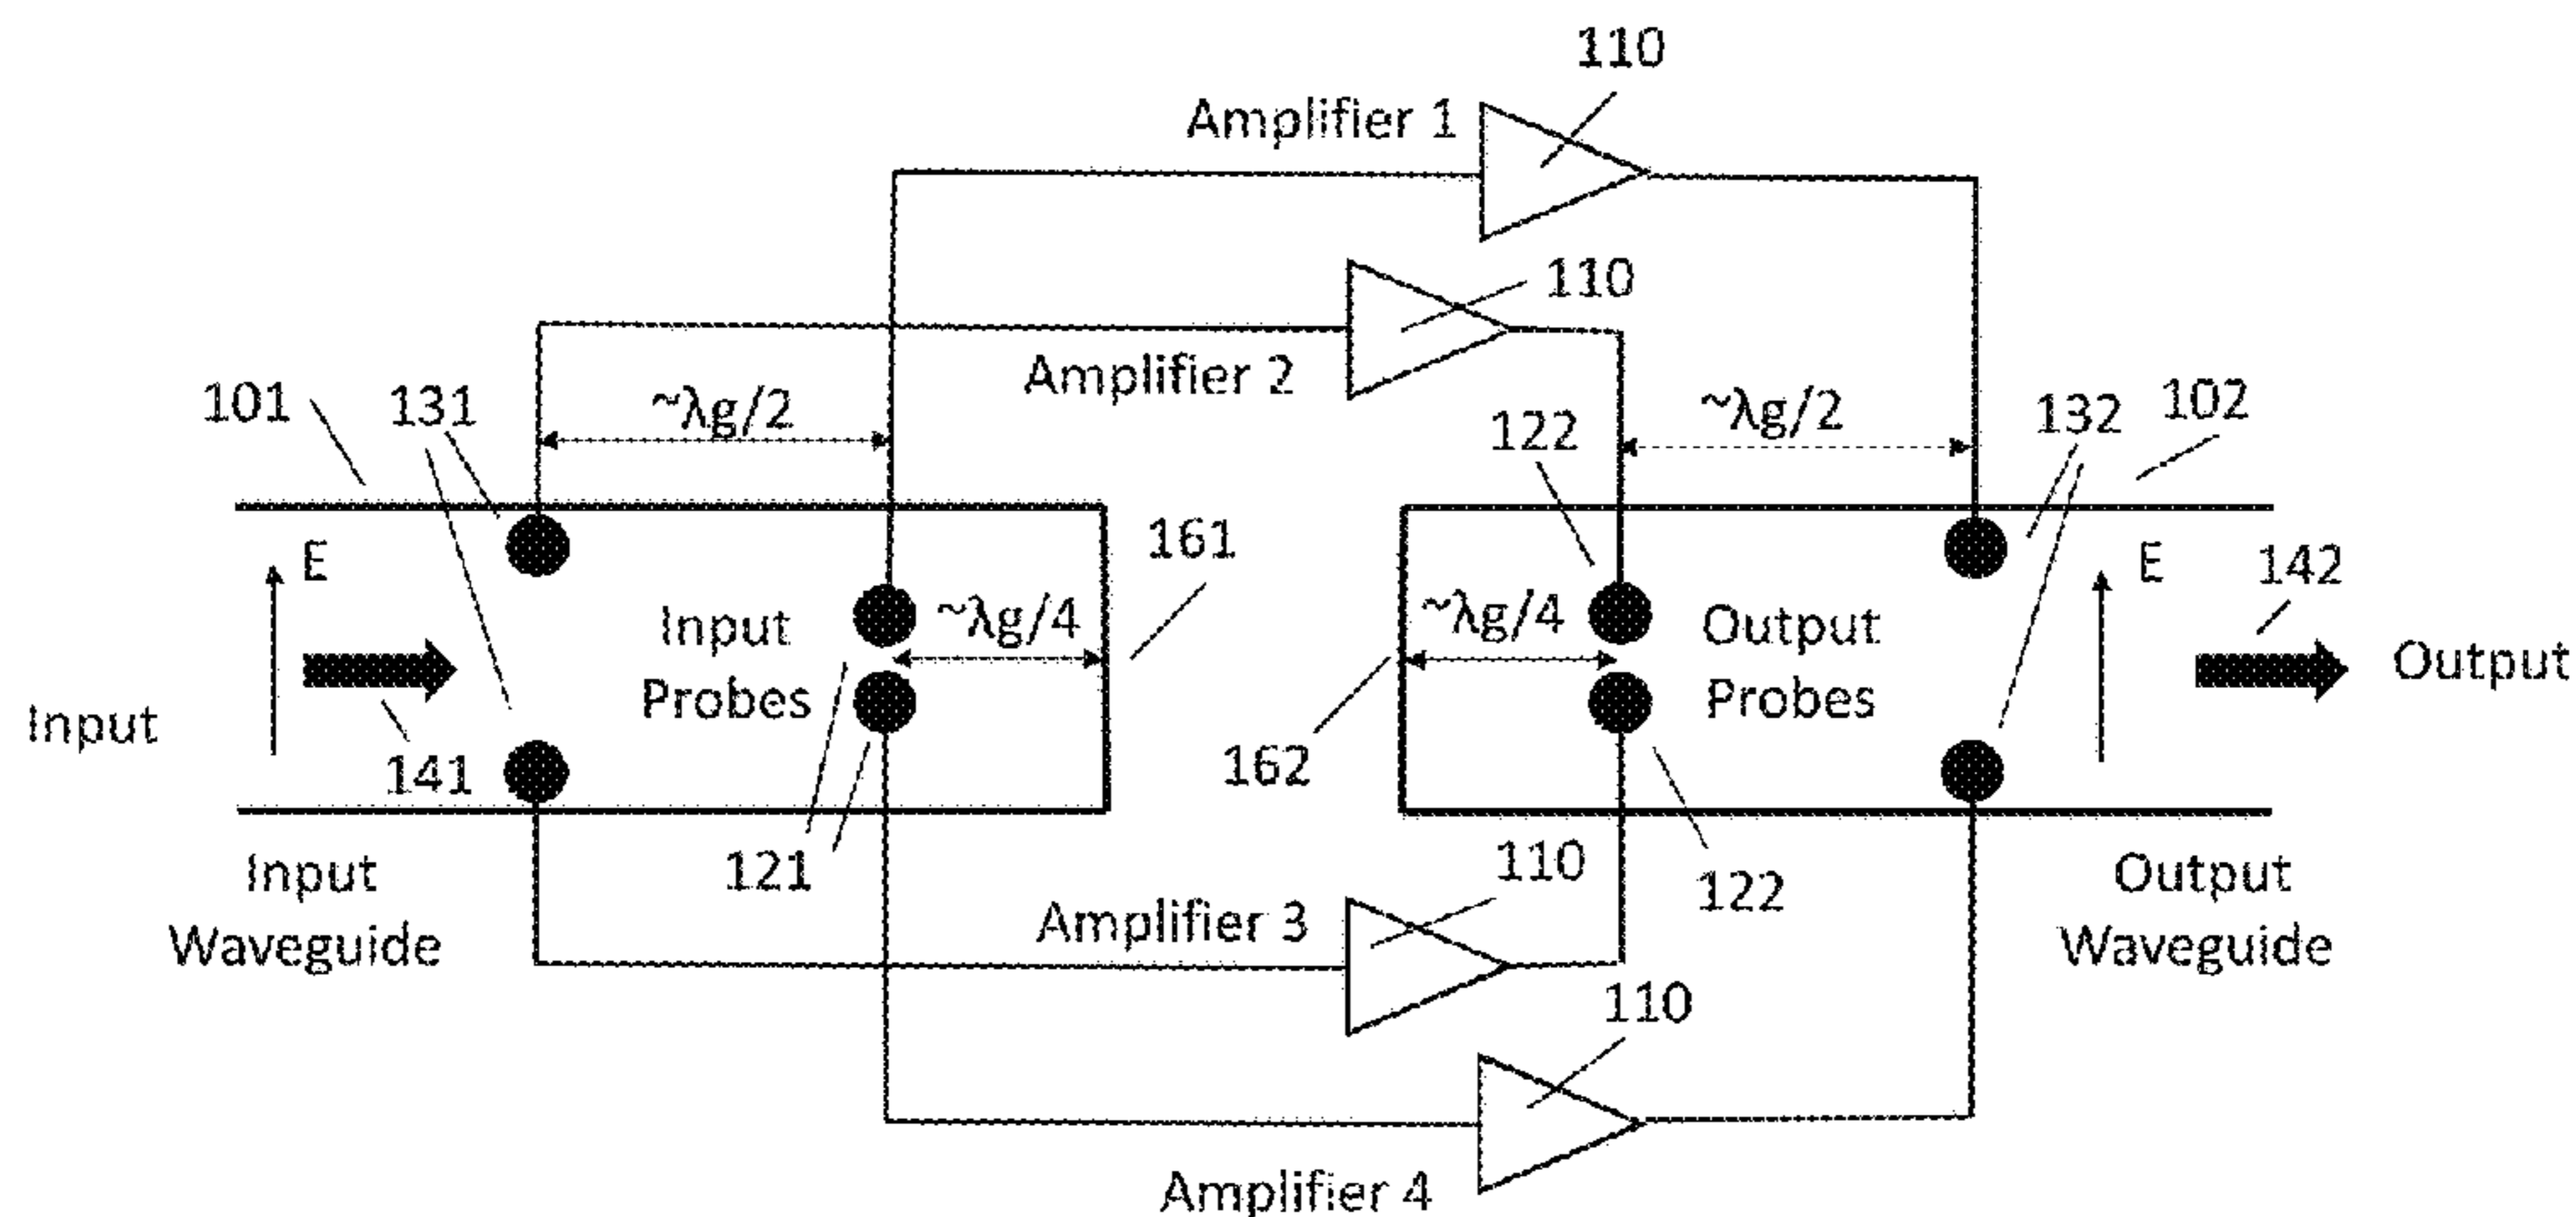 110
Amplifier 1
110
Amplifier 2
101
131
~λg/2
122
~λg/2
132
102
E
161
E
142
Input
Probes
~λg/4
~λg/4
Output
Probes
Input
141
121
162
Output
Input
Waveguide
Amplifier 3
110
122
Output
Waveguide
110
Amplifier 4